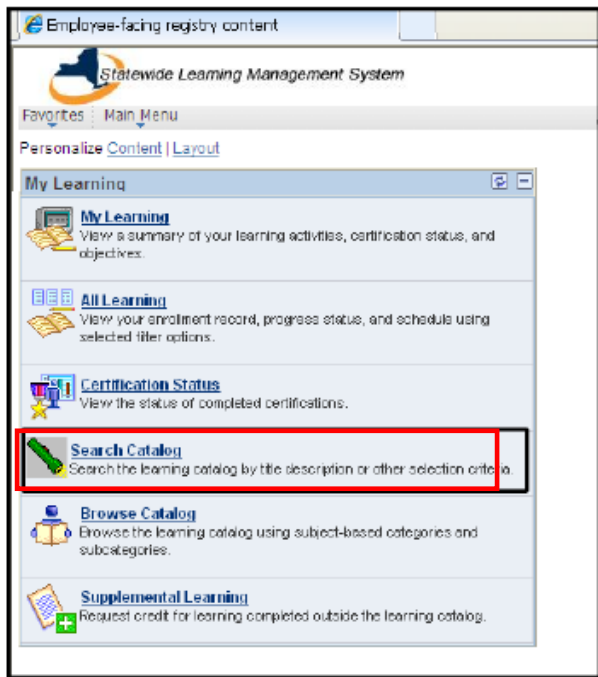 Employee-facing registry content
Statewide Learning Management System
Favorites Main Menu
Personalize Content | Layout
My Learning
My Learning
View a summary of your learning activities, certification status, and
objectives.
All Learning
View your enrollment record, progress status, and schedule using
selected filter options.
Certification Status
View the status of completed certifications.
Search Catalog
Search the learning catalog by title description or other selection criteria.
Browse Catalog
Browse the learning catalog using subject-based categories and
subcategories.
Supplemental Learning
Request credit for learning completed outside the learning catalog.